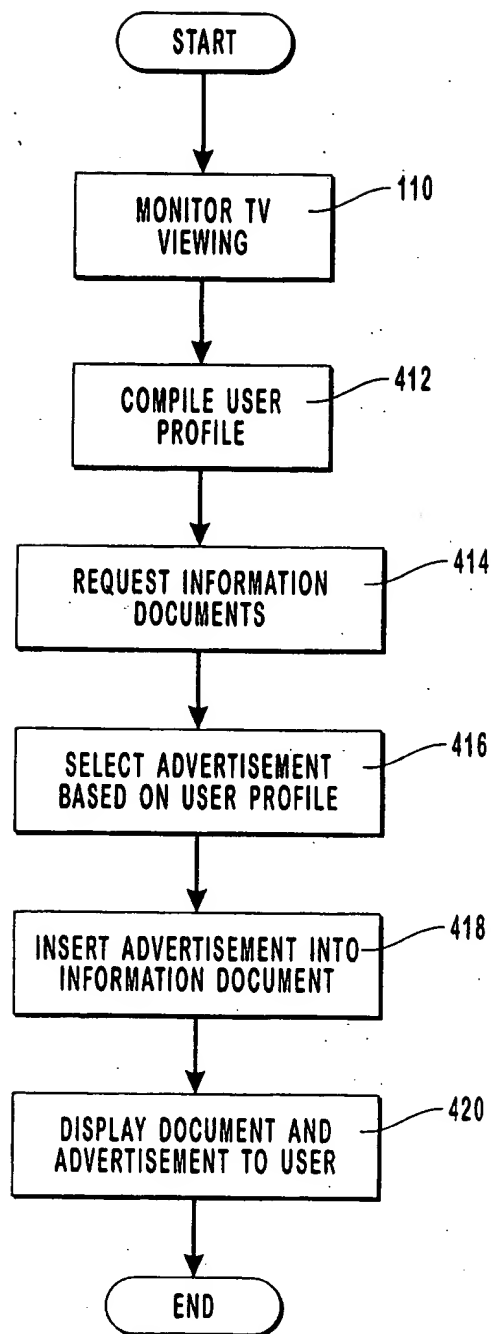 START
MONITOR TV
VIEWING
110
COMPILE USER
PROFILE
412
REQUEST INFORMATION
DOCUMENTS
414
SELECT ADVERTISEMENT
BASED ON USER PROFILE
416
INSERT ADVERTISEMENT INTO
INFORMATION DOCUMENT
418
DISPLAY DOCUMENT AND
ADVERTISEMENT TO USER
420
END